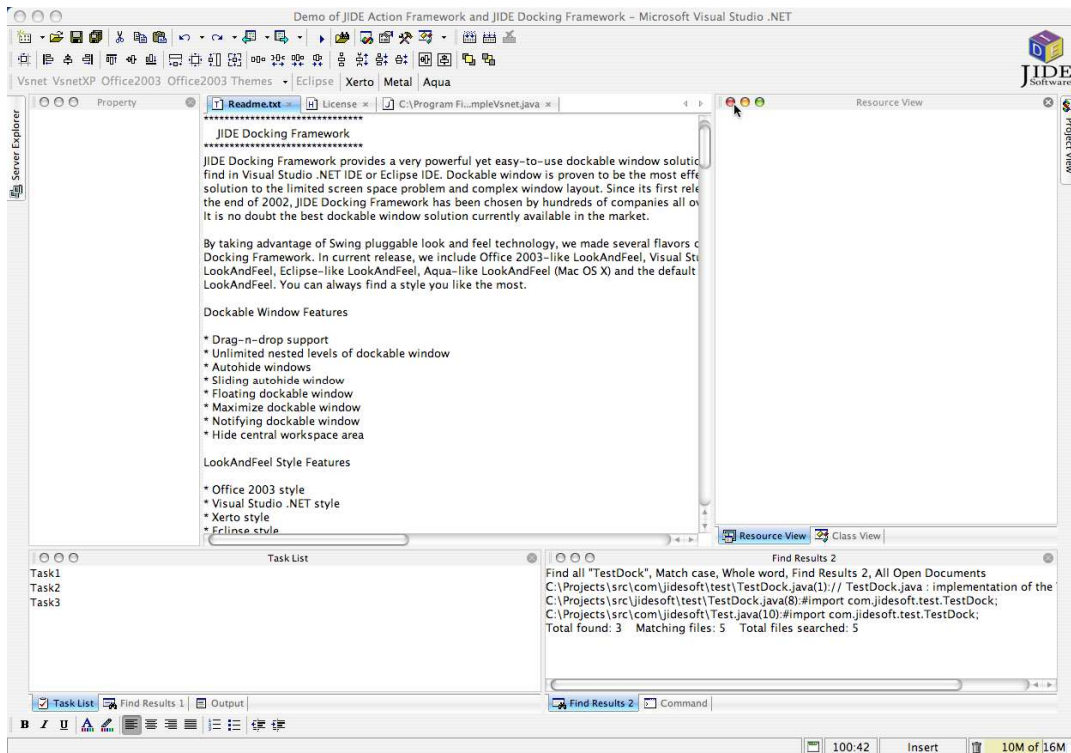 Demo of JIDE Action Framework and JIDE Docking Framework – Microsoft Visual Studio .NET
JIDE
Software
Vsnet VsnetXP Office2003 Office2003 Themes Eclipse Xerto Metal Aqua
Server Explorer
Property
Readme.txt
License
C:\Program Fi...mpleVsnet.java
Resource View
Project View
*****************************
JIDE Docking Framework
*****************************
JIDE Docking Framework provides a very powerful yet easy-to-use dockable window solutic
find in Visual Studio .NET IDE or Eclipse IDE. Dockable window is proven to be the most effe
solution to the limited screen space problem and complex window layout. Since its first rele
the end of 2002, JIDE Docking Framework has been chosen by hundreds of companies all ov
It is no doubt the best dockable window solution currently available in the market.
By taking advantage of Swing pluggable look and feel technology, we made several flavors o
Docking Framework. In current release, we include Office 2003-like LookAndFeel, Visual Stu
LookAndFeel, Eclipse-like LookAndFeel, Aqua-like LookAndFeel (Mac OS X) and the default
LookAndFeel. You can always find a style you like the most.
Dockable Window Features
* Drag-n-drop support
* Unlimited nested levels of dockable window
* Autohide windows
* Sliding autohide window
* Floating dockable window
* Maximize dockable window
* Notifying dockable window
* Hide central workspace area
LookAndFeel Style Features
* Office 2003 style
* Visual Studio .NET style
* Xerto style
* Eclipse style
Resource View
Class View
Task List
Task1
Task2
Task3
Find Results 2
Find all "TestDock", Match case, Whole word, Find Results 2, All Open Documents
C:\Projects\src\com\jidesoft\test\TestDock.java(1):// TestDock.java : implementation of the
C:\Projects\src\jidesoft\test\TestDock.java(8):#import com.jidesoft.test.TestDock;
C:\Projects\src\com\jidesoft\Test.java(10):#import com.jidesoft.test.TestDock;
Total found: 3 Matching files: 5 Total files searched: 5
Task List
Find Results 1
Output
Find Results 2
Command
B I U A
100:42
Insert
10M of 16M